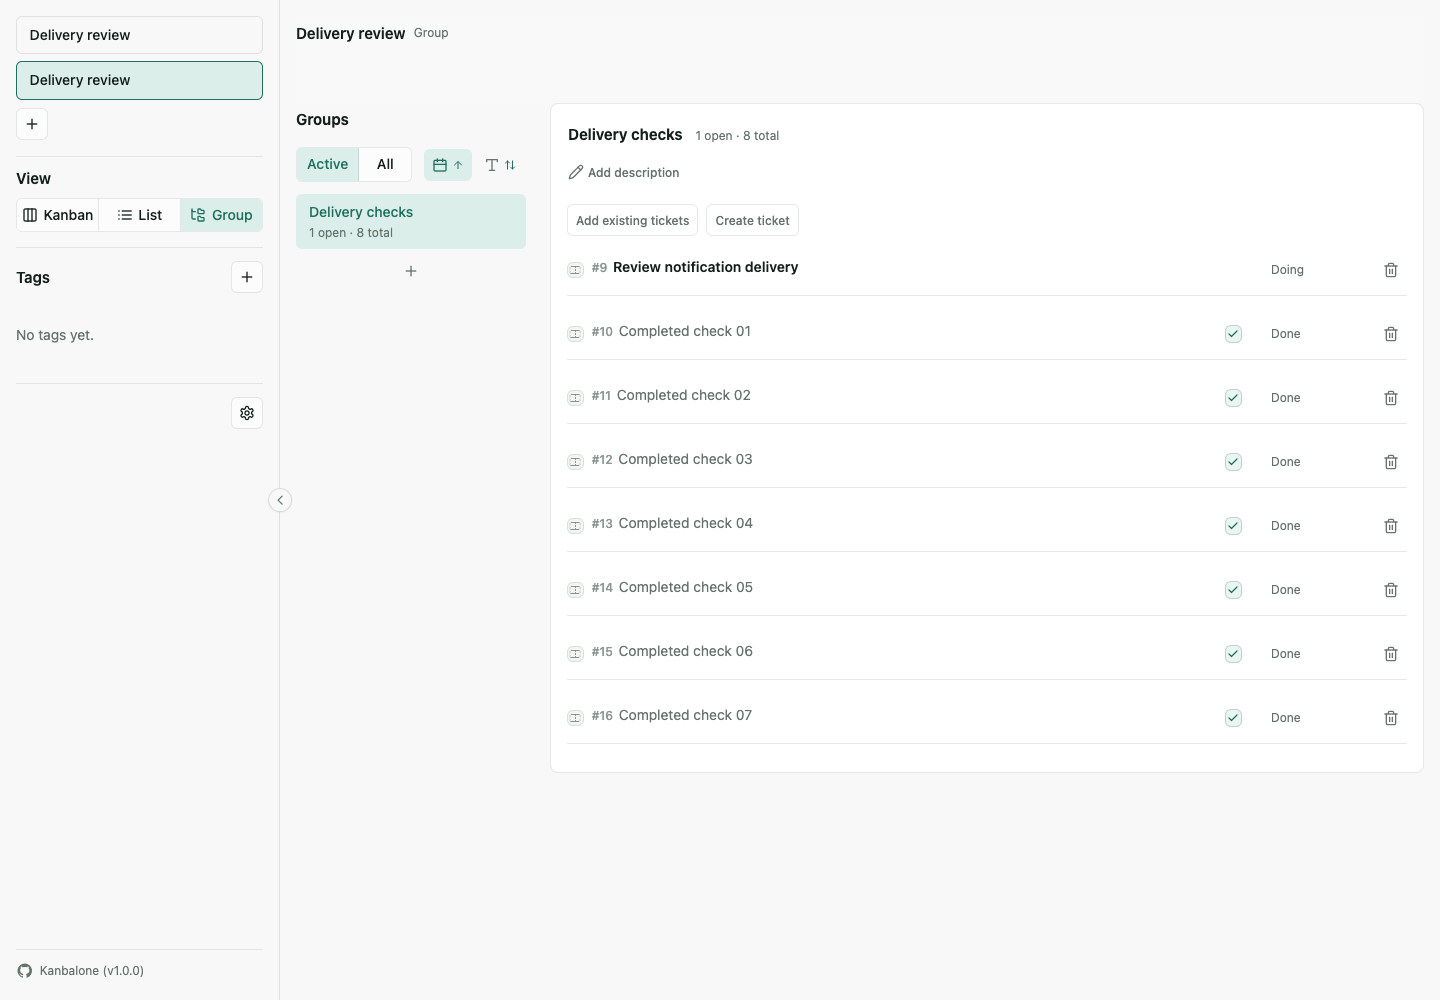 Delivery review
Delivery review
View
Kanban
List
Group
Tags
No tags yet.
Kanbalone (v1.0.0)
Delivery review Group
Groups
Active
All
Delivery checks
1 open · 8 total
Delivery checks 1 open · 8 total
Add description
Add existing tickets
Create ticket
#9 Review notification delivery Doing
#10 Completed check 01 Done
#11 Completed check 02 Done
#12 Completed check 03 Done
#13 Completed check 04 Done
#14 Completed check 05 Done
#15 Completed check 06 Done
#16 Completed check 07 Done